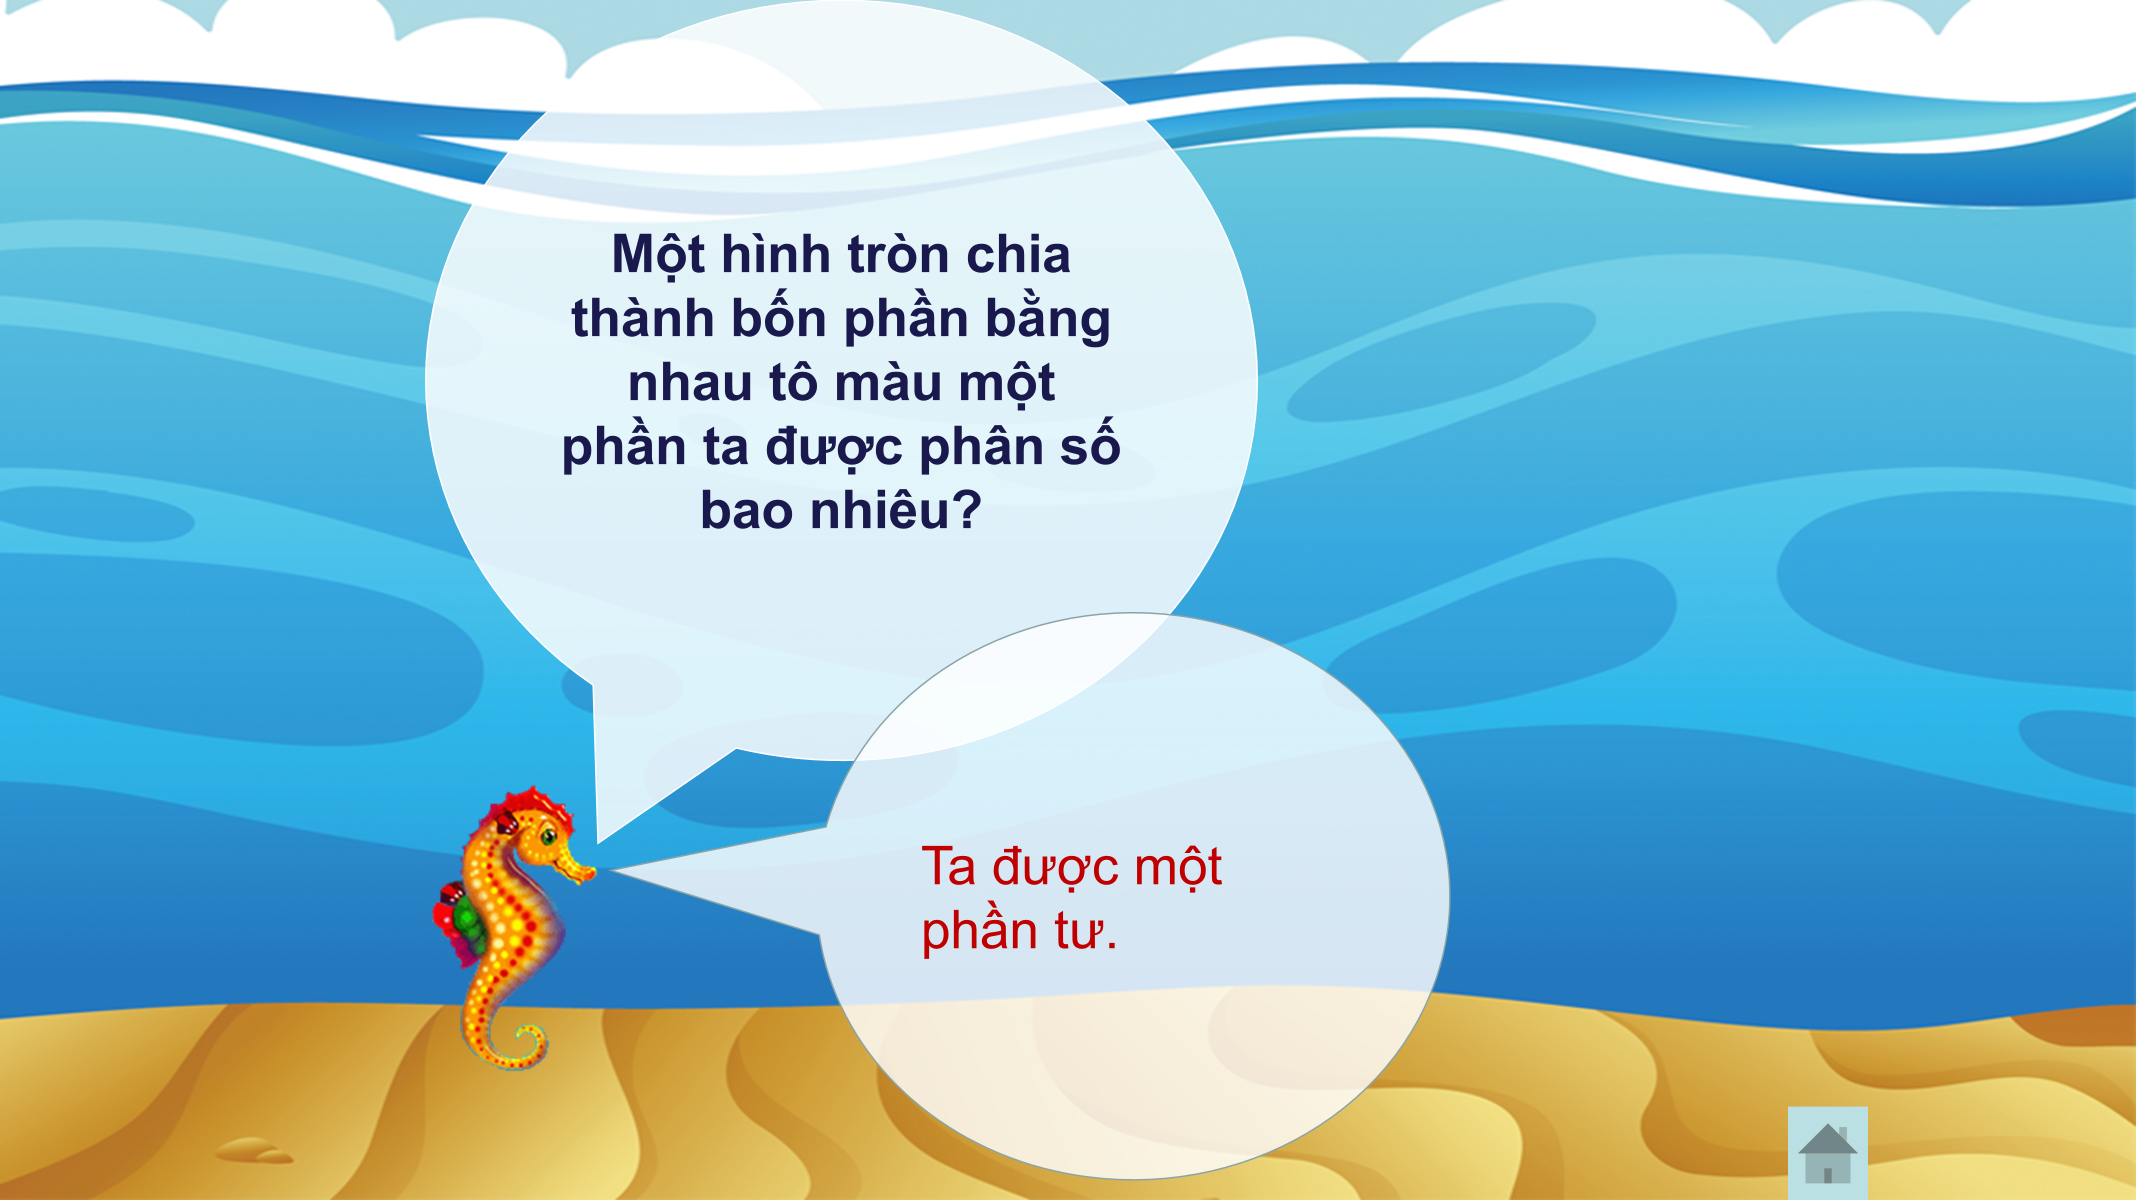 Một hình tròn chia
thành bốn phần bằng
nhau tô màu một
phần ta được phân số
bao nhiêu?
Ta được một
phần tư.